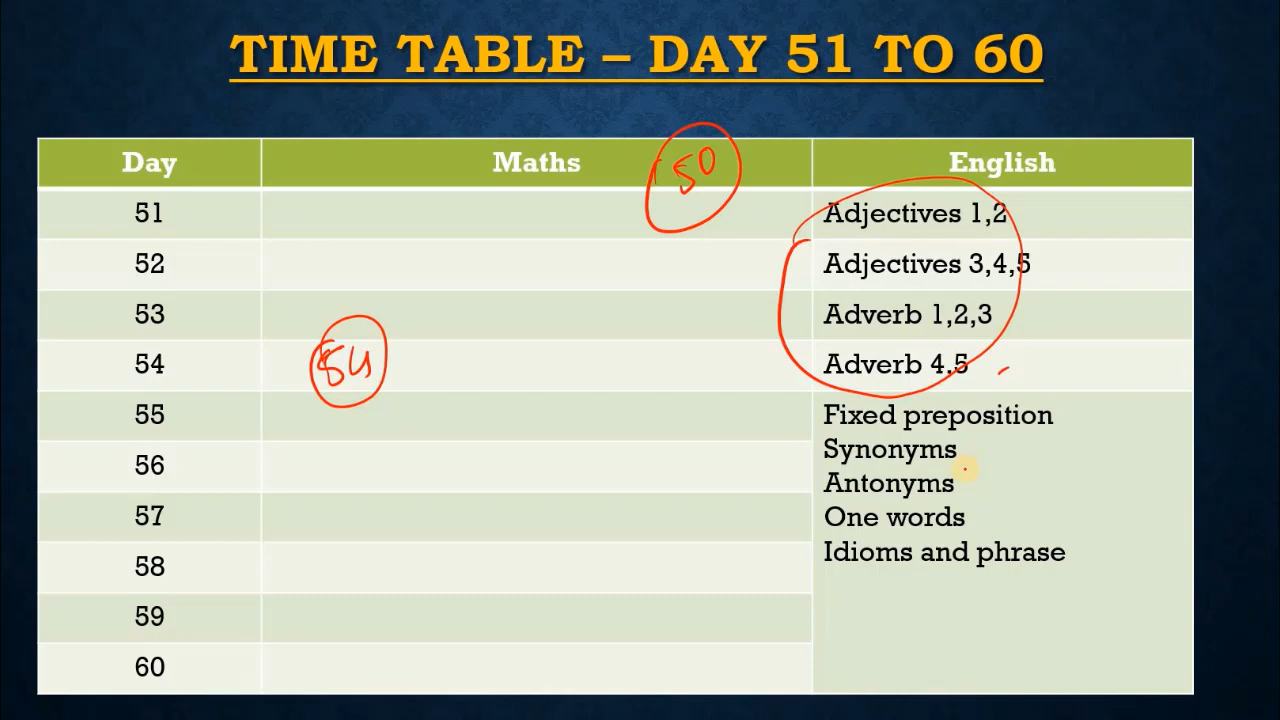 TIME TABLE – DAY 51 TO 60
Day Maths English
50
51 Adjectives 1,2
52 Adjectives 3,4,5
53 Adverb 1,2,3
54 54 Adverb 4.5
55 Fixed preposition
Synonyms
56
Antonyms
57 One words
58 Idioms and phrase
59
60